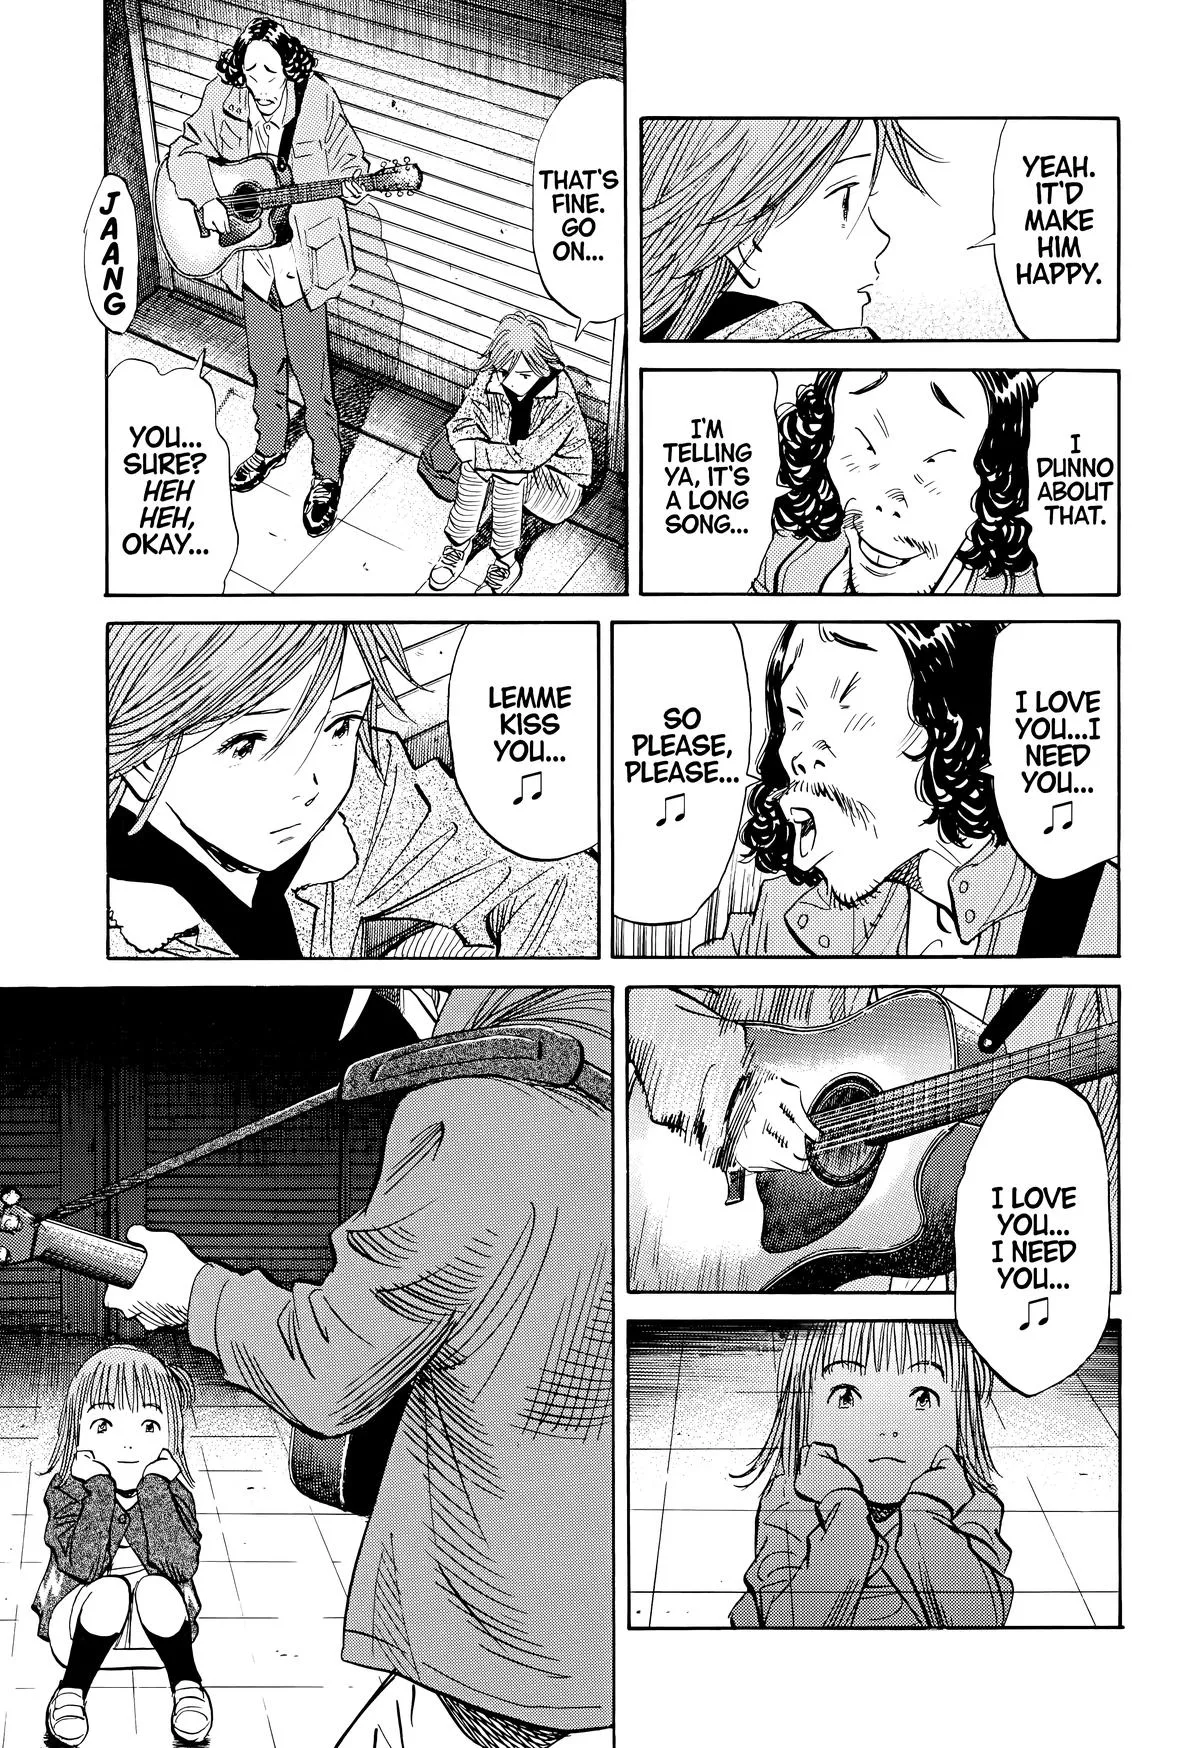 YEAH.
IT'D
MAKE
HIM
HAPPY.
I
DUNNO
ABOUT
THAT.
I'M
TELLING
YA, IT'S
A LONG
SONG...
THAT'S
FINE.
GO
ON...
JAANG
YOU...
SURE?
HEH
HEH,
OKAY...
I LOVE
YOU...I
NEED
YOU...
♫
SO
PLEASE,
PLEASE...
♫
LEMME
KISS
YOU...
♫
I LOVE
YOU...
I NEED
YOU...
♫